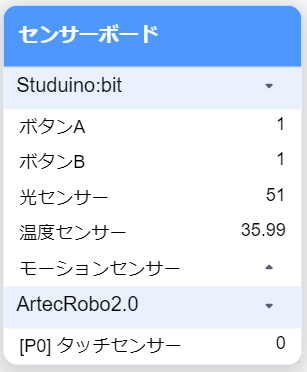 センサーボード
Studuino:bit
ボタンA 1
ボタンB 1
光センサー 51
温度センサー 35.99
モーションセンサー
ArtecRobo2.0
[P0] タッチセンサー 0